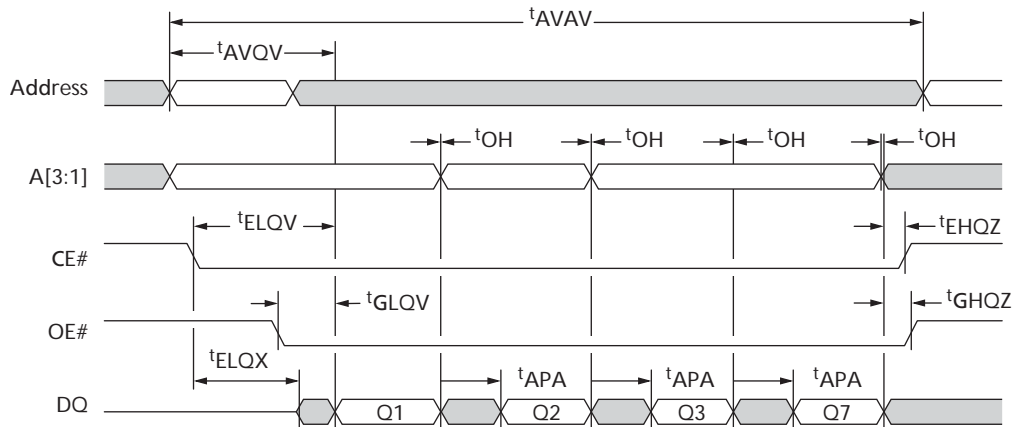 tAVAV
tAVQV
Address
tOH tOH tOH tOH
A[3:1]
tELQV tEHQZ
CE#
tGLQV tGHQZ
OE#
tELQX tAPA tAPA tAPA
DQ Q1 Q2 Q3 Q7